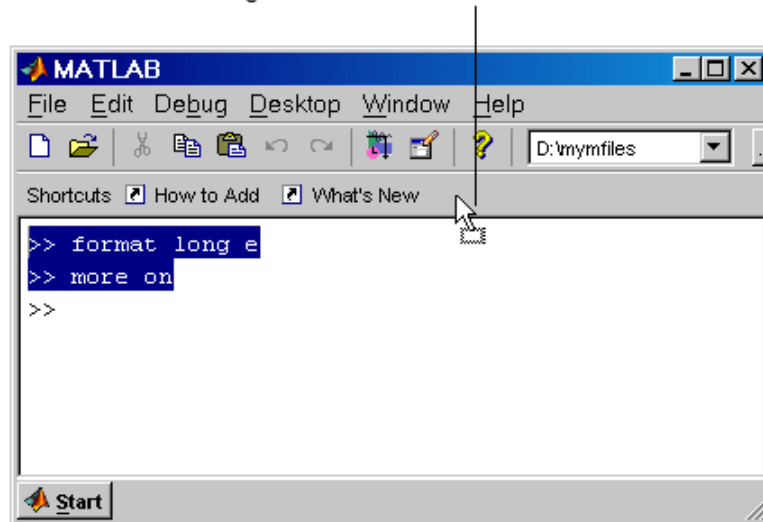 MATLAB
File Edit Debug Desktop Window Help
D:\mymfiles
Shortcuts How to Add What's New
>> format long e
>> more on
>>
Start